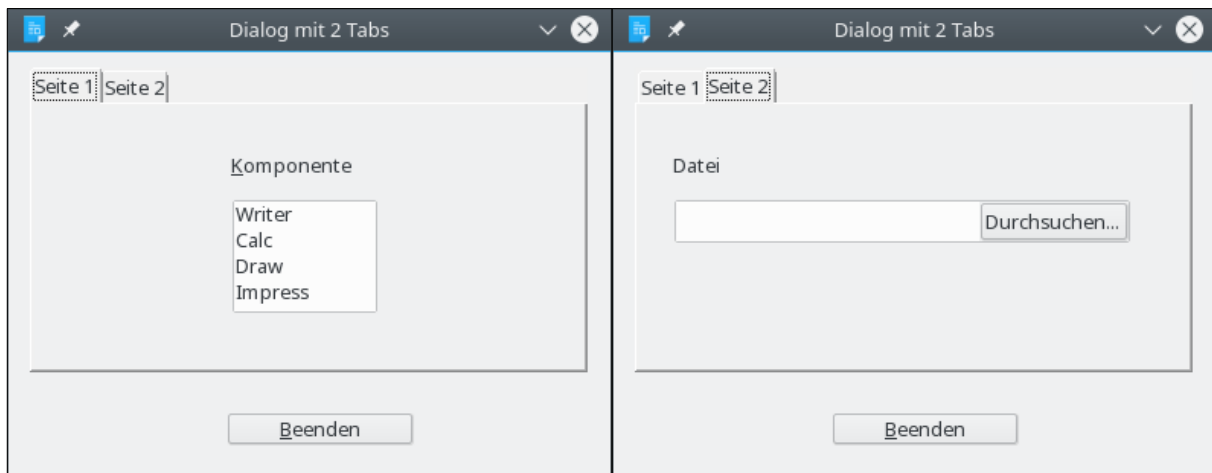 Dialog mit 2 Tabs
Seite 1 Seite 2
Komponente
Writer
Calc
Draw
Impress
Beenden
Dialog mit 2 Tabs
Seite 1 Seite 2
Datei
Durchsuchen...
Beenden